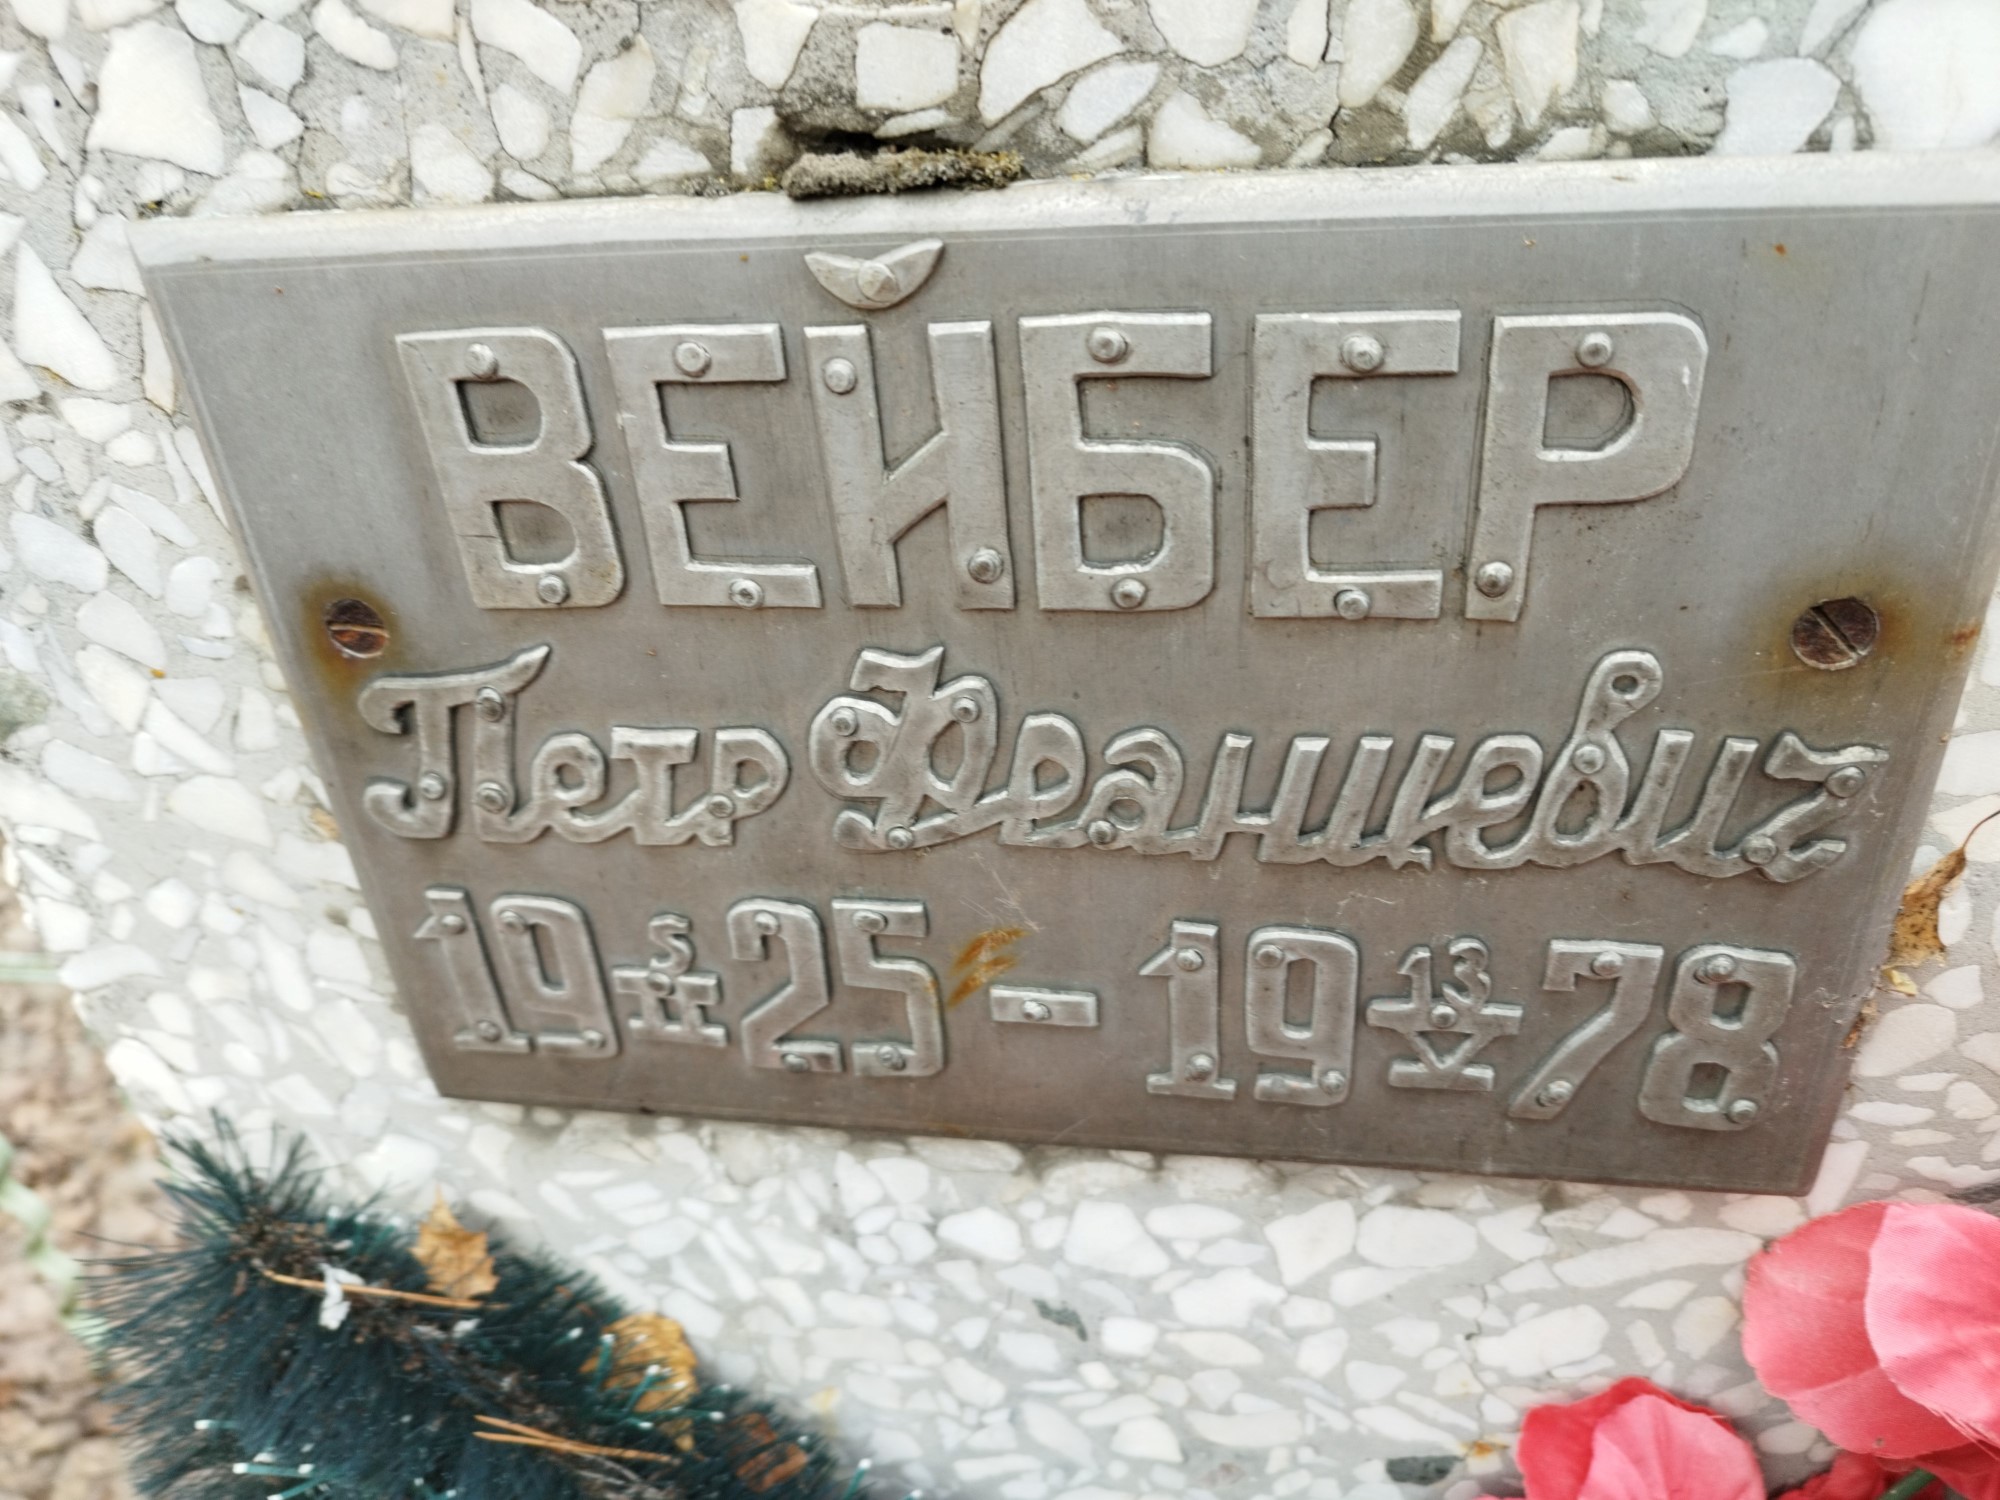 ВЕЙБЕР
Петр Францевич
19 5/II 25 - 19 13/V 78